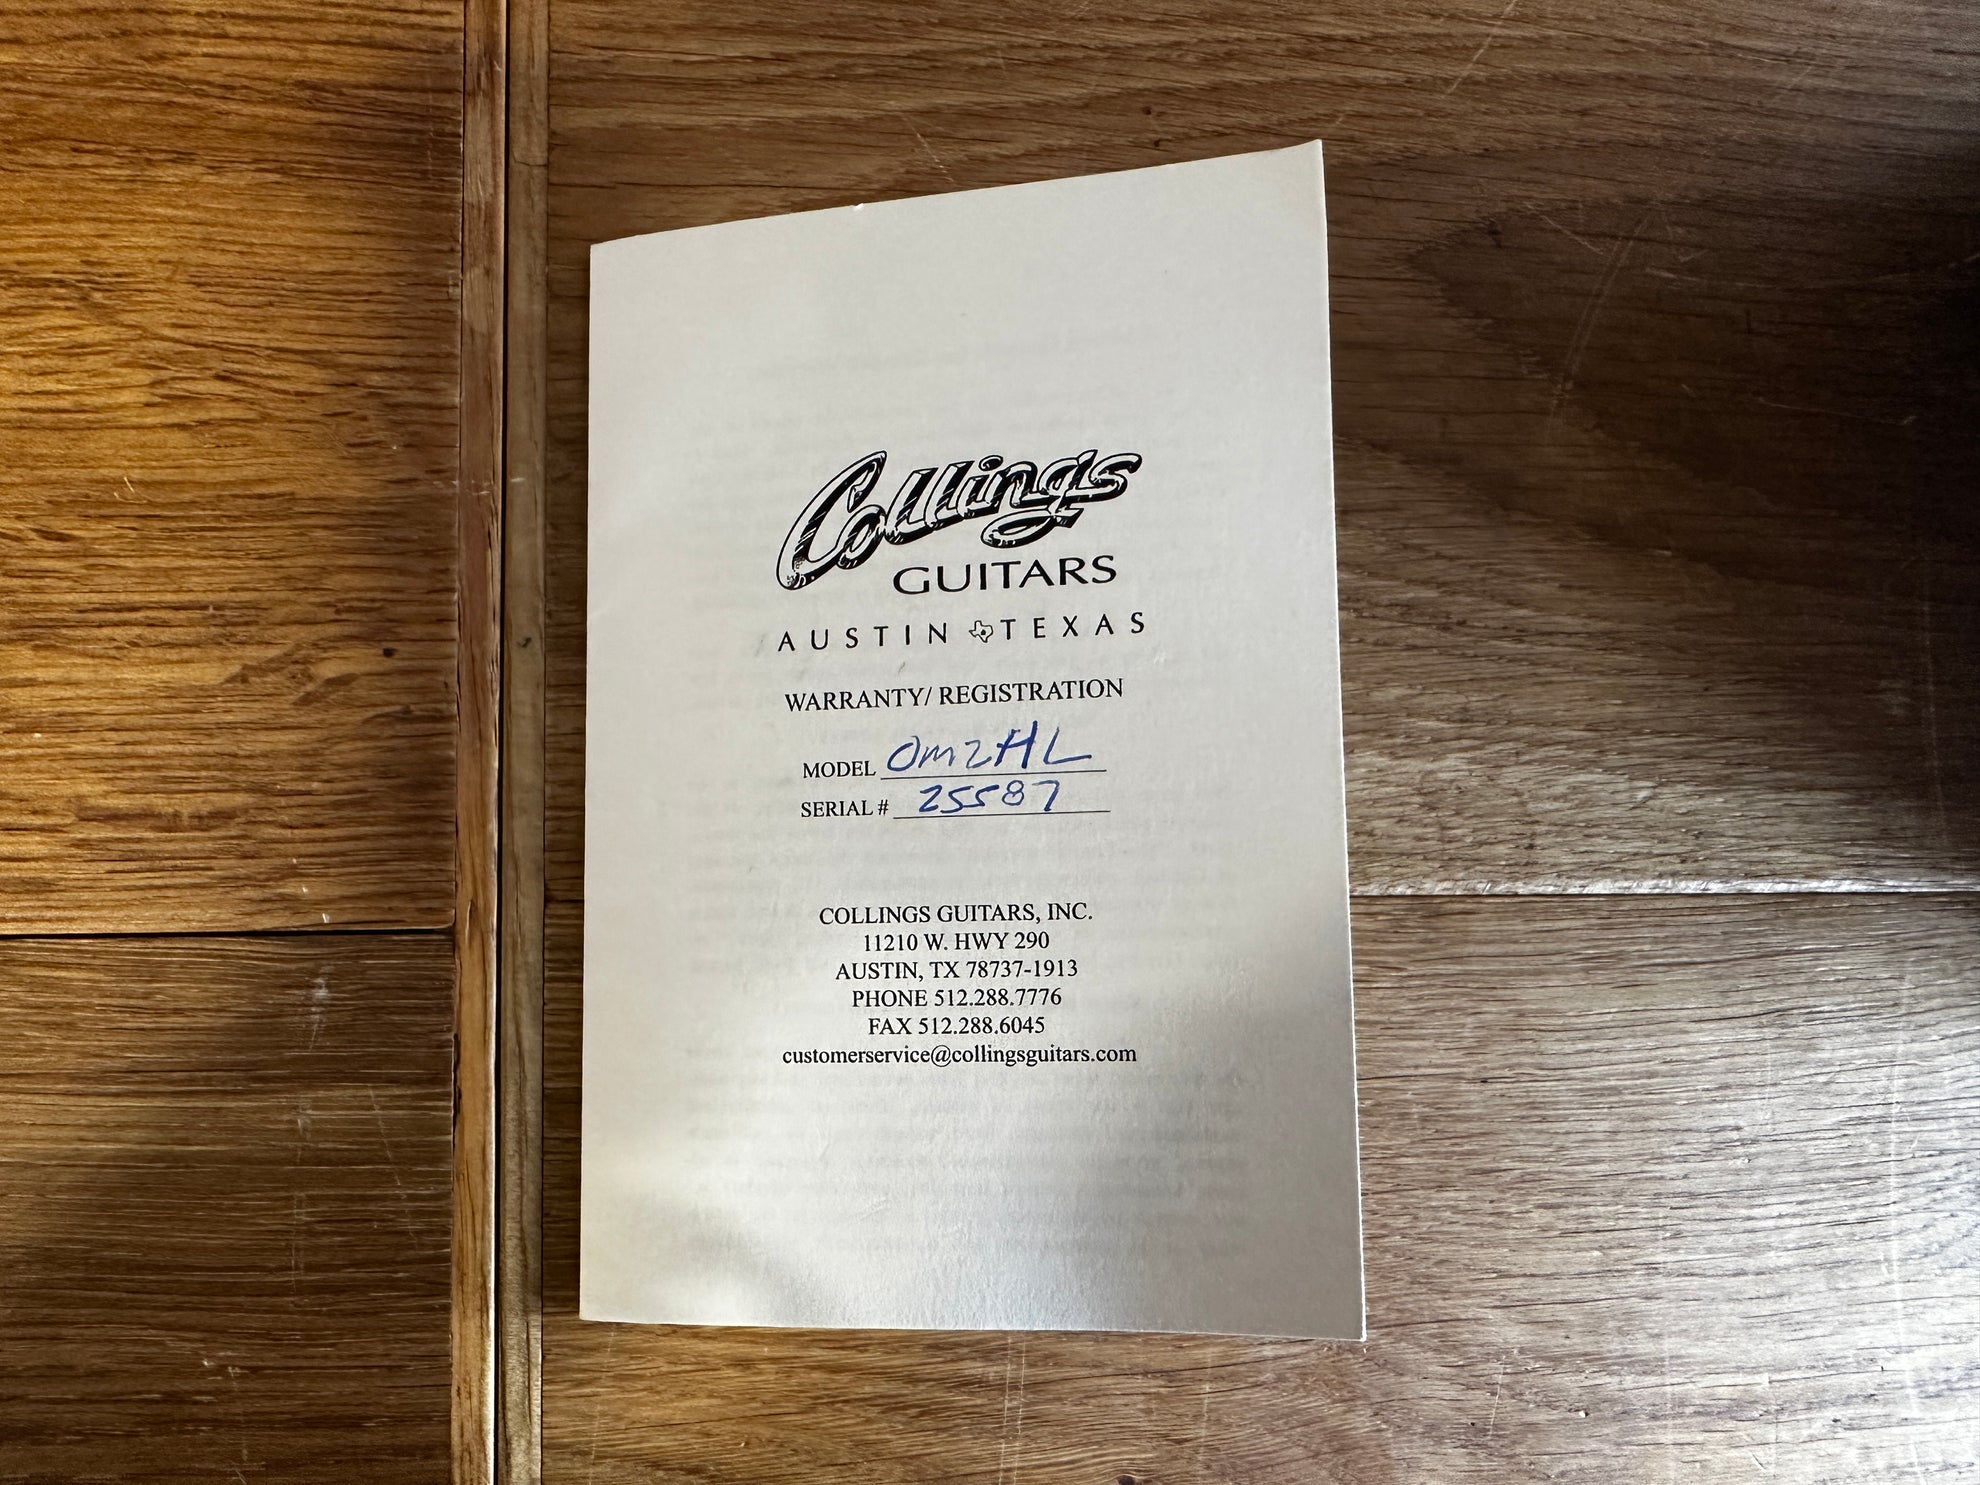 Collings
GUITARS
AUSTIN TEXAS
WARRANTY/ REGISTRATION
MODEL OM2HL
SERIAL # 25587
COLLINGS GUITARS, INC.
11210 W. HWY 290
AUSTIN, TX 78737-1913
PHONE 512.288.7776
FAX 512.288.6045
customerservice@collingsguitars.com